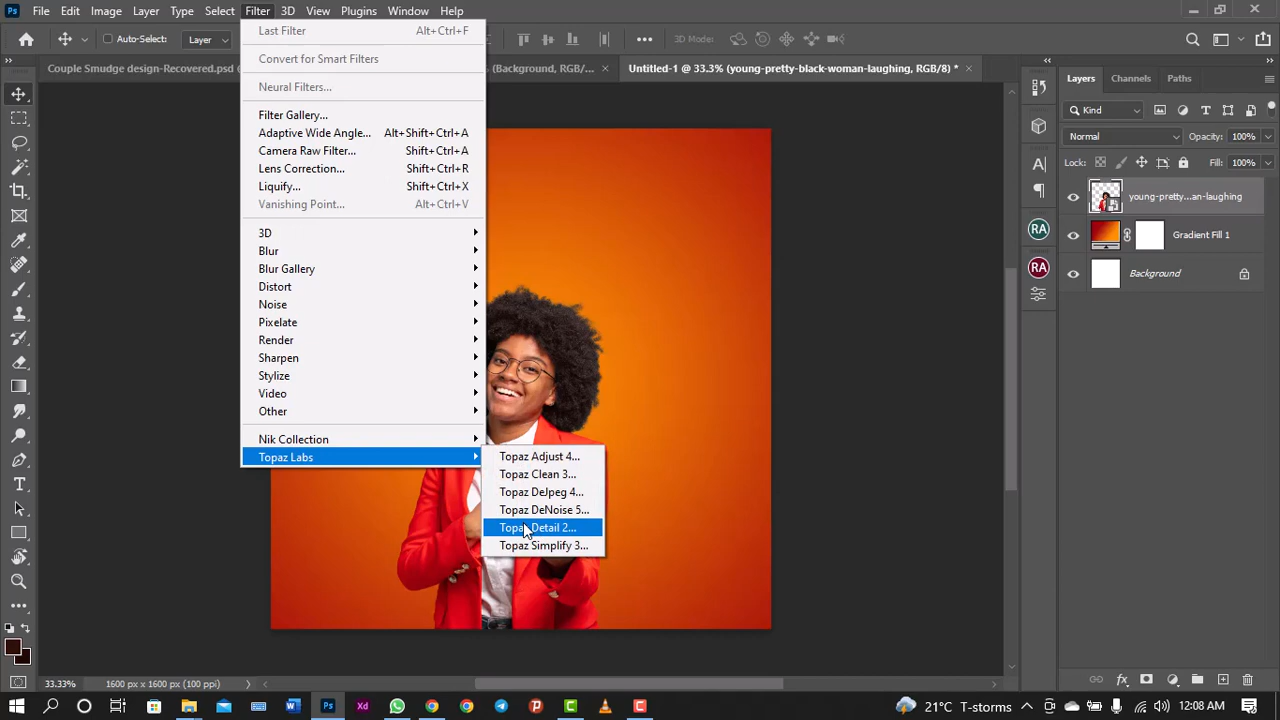 File Edit Image Layer Type Select Filter 3D View Plugins Window Help
Auto-Select: Layer 3D Mode:
Couple Smudge design-Recovered.psd (Background, RGB/... Untitled-1 @ 33.3% (young-pretty-black-woman-laughing, RGB/8) *
Last Filter Alt+Ctrl+F
Convert for Smart Filters
Neural Filters...
Filter Gallery...
Adaptive Wide Angle... Alt+Shift+Ctrl+A
Camera Raw Filter... Shift+Ctrl+A
Lens Correction... Shift+Ctrl+R
Liquify... Shift+Ctrl+X
Vanishing Point... Alt+Ctrl+V
3D
Blur
Blur Gallery
Distort
Noise
Pixelate
Render
Sharpen
Stylize
Video
Other
Nik Collection
Topaz Labs
Topaz Adjust 4...
Topaz Clean 3...
Topaz DeJpeg 4...
Topaz DeNoise 5...
Topaz Detail 2...
Topaz Simplify 3...
Layers Channels Paths
Kind
Normal Opacity: 100%
Lock: Fill: 100%
young-pretty-...an-laughing
Gradient Fill 1
Background
RA
RA
33.33% 1600 px x 1600 px (100 ppi)
21°C T-storms 12:08 AM